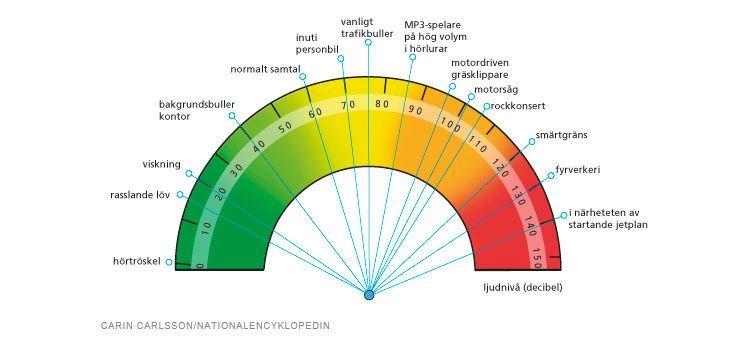 vanligt
trafikbuller
MP3-spelare
på hög volym
i hörlurar
inuti
personbil
motordriven
gräsklippare
normalt samtal
motorsåg
bakgrundsbuller
kontor
rockkonsert
smärtgräns
viskning
fyrverkeri
rasslande löv
i närheten av
startande jetplan
hörtröskel
0 10 20 30 40 50 60 70 80 90 100 110 120 130 140 150
ljudnivå (decibel)
CARIN CARLSSON/NATIONALENCYKLOPEDIN